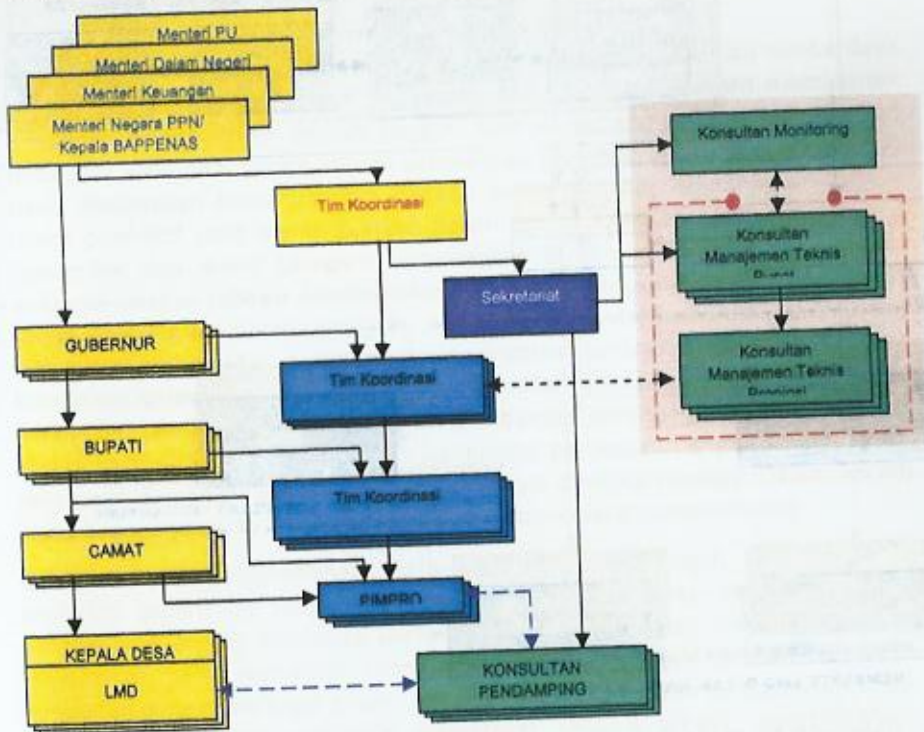 Menteri PU
Menteri Dalam Negeri
Menteri Keuangan
Menteri Negara PPN/
Kepala BAPPENAS
Konsultan Monitoring
Tim Koordinasi
Konsultan
Manajemen Teknis
Sekretariat
GUBERNUR
Tim Koordinasi
Konsultan
Manajemen Teknis
Propinsi
BUPATI
Tim Koordinasi
CAMAT
PIMPRO
KEPALA DESA
LMD
KONSULTAN
PENDAMPING